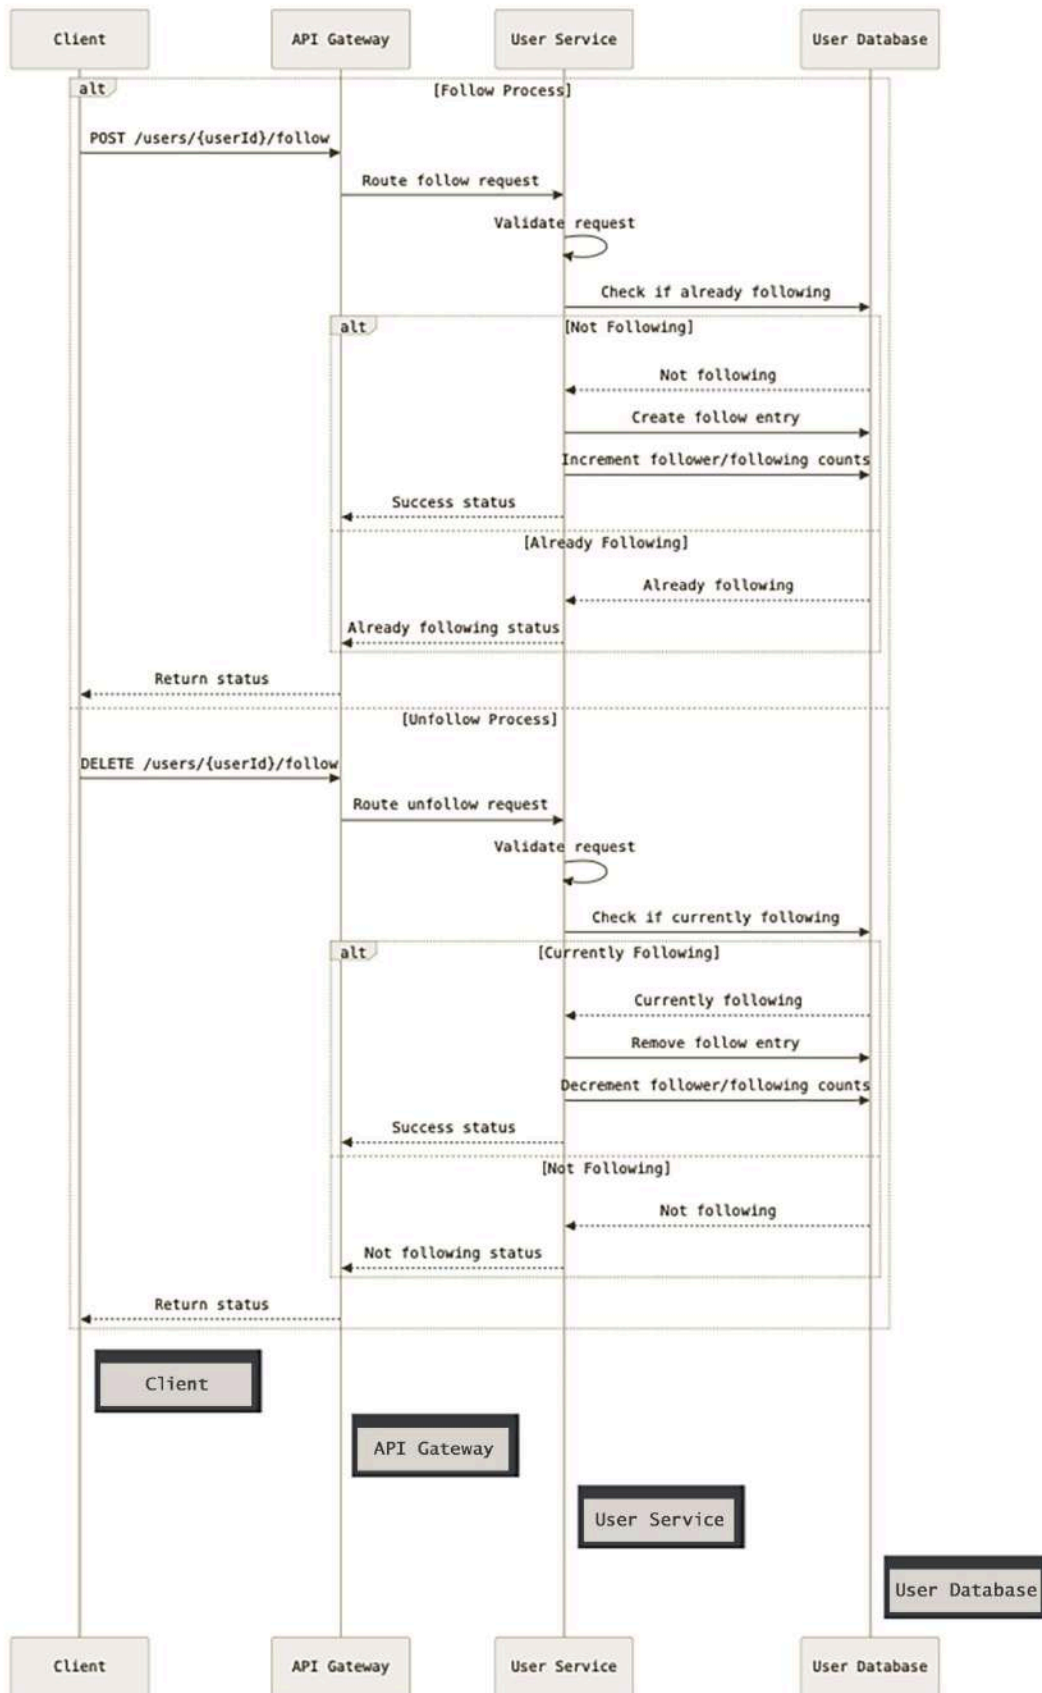 Client
API Gateway
User Service
User Database
alt
[Follow Process]
POST /users/{userId}/follow
Route follow request
Validate request
Check if already following
alt
[Not Following]
Not following
Create follow entry
Increment follower/following counts
Success status
[Already Following]
Already following
Already following status
Return status
[Unfollow Process]
DELETE /users/{userId}/follow
Route unfollow request
Validate request
Check if currently following
alt
[Currently Following]
Currently following
Remove follow entry
Decrement follower/following counts
Success status
[Not Following]
Not following
Not following status
Return status
Client
API Gateway
User Service
User Database
Client
API Gateway
User Service
User Database